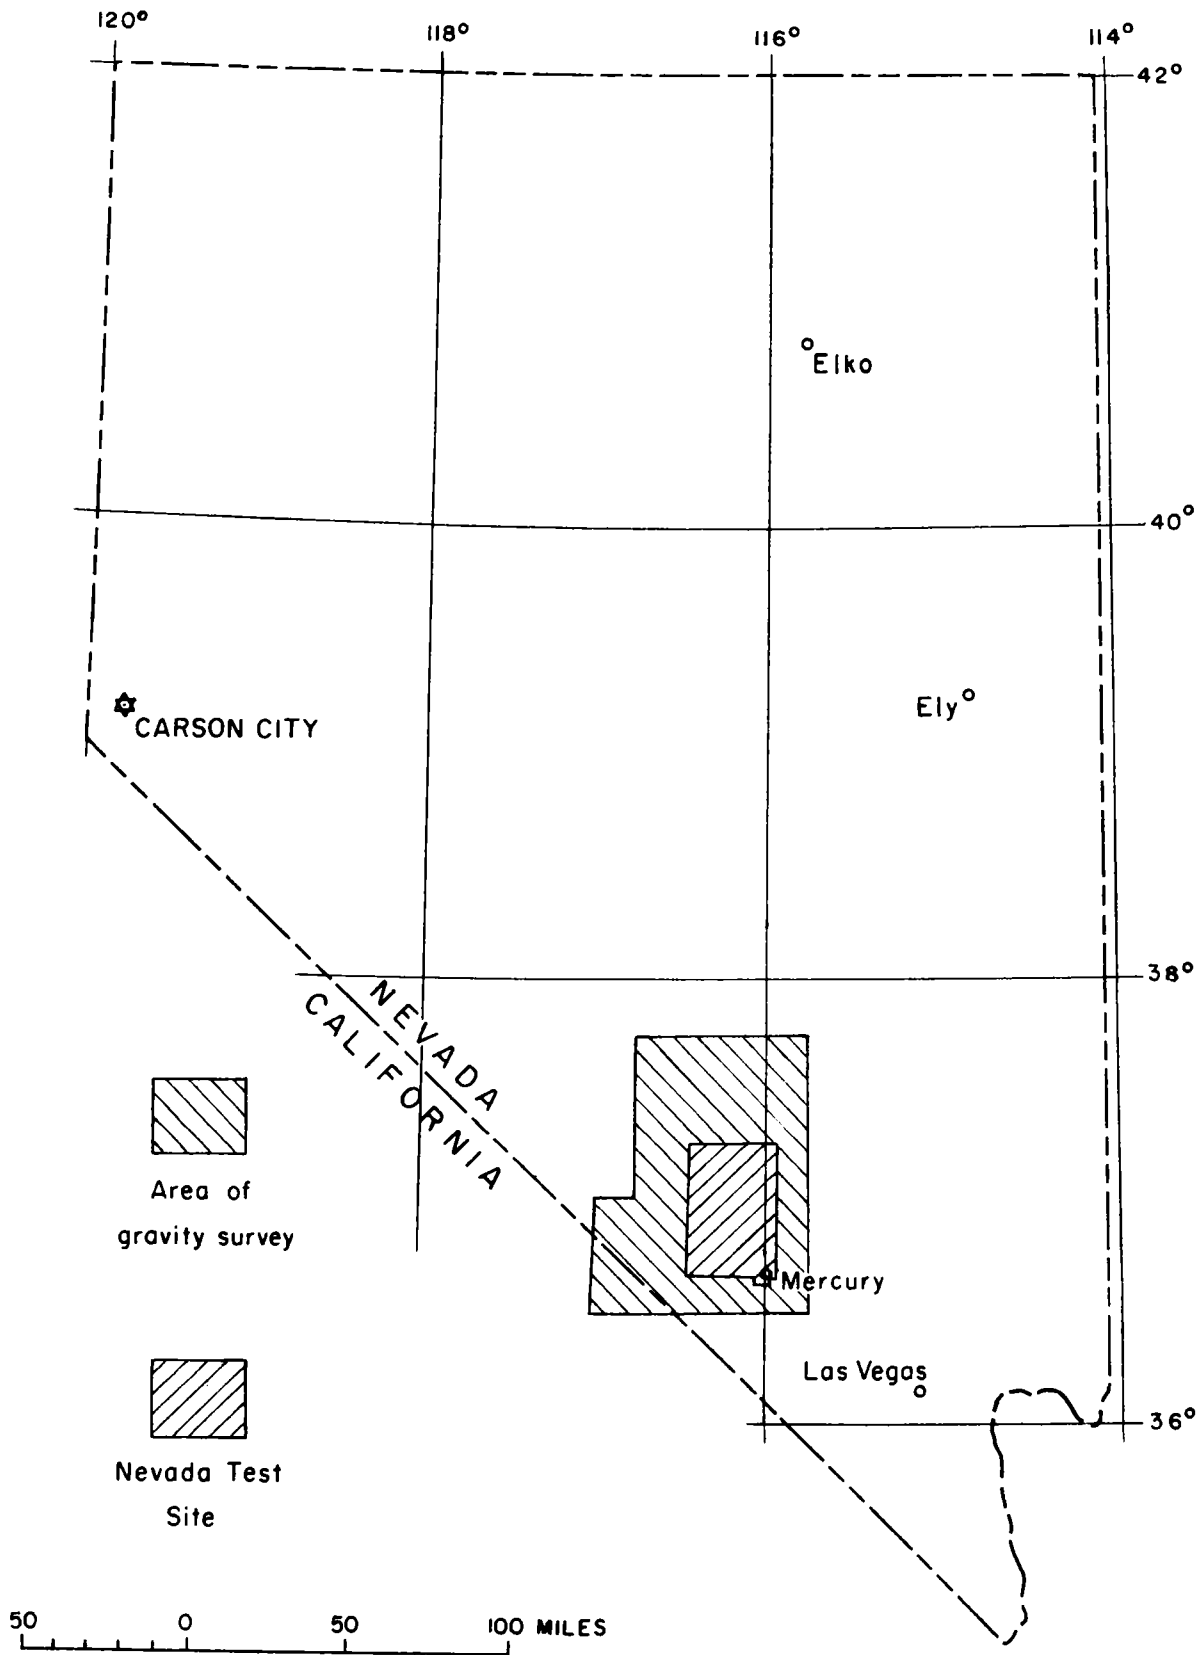 120°
118°
116°
114°
42°
Elko
40°
CARSON CITY
Ely
38°
NEVADA
CALIFORNIA
Area of
gravity survey
Mercury
Las Vegas
36°
Nevada Test
Site
50 0 50 100 MILES